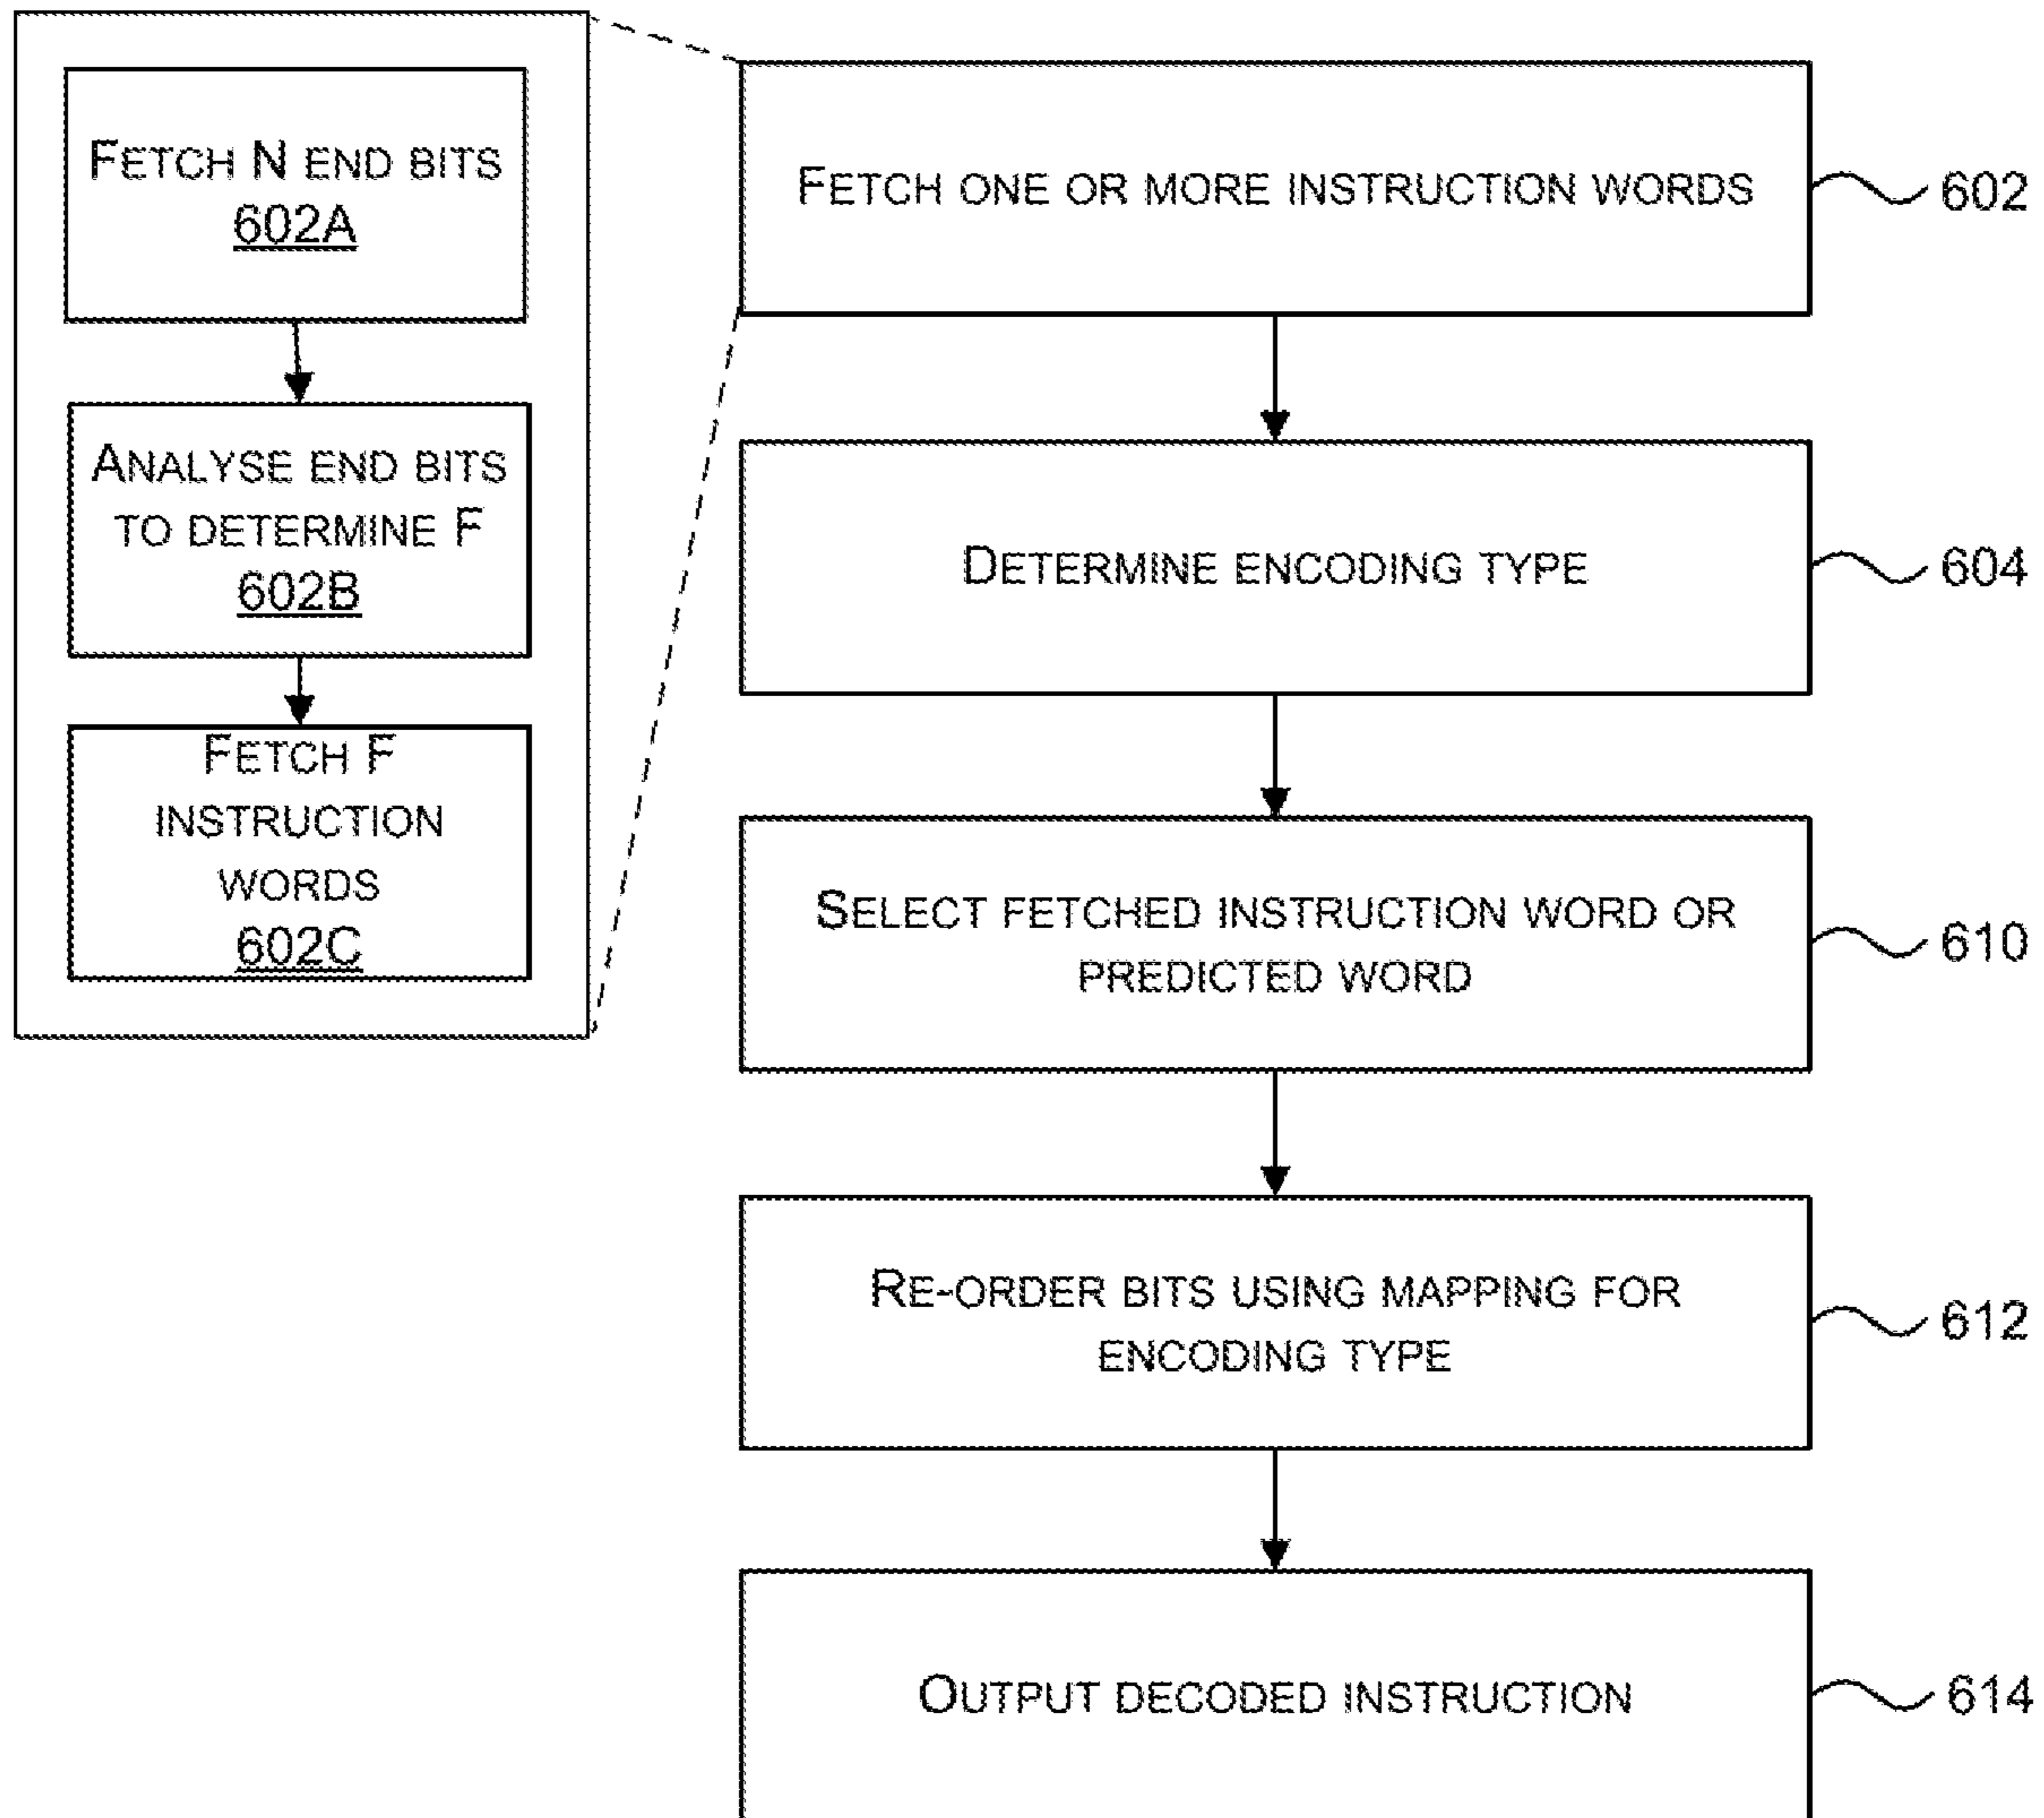 FETCH N END BITS
602A
ANALYSE END BITS
TO DETERMINE F
602B
FETCH F
INSTRUCTION
WORDS
602C
FETCH ONE OR MORE INSTRUCTION WORDS
602
DETERMINE ENCODING TYPE
604
SELECT FETCHED INSTRUCTION WORD OR
PREDICTED WORD
610
RE-ORDER BITS USING MAPPING FOR
ENCODING TYPE
612
OUTPUT DECODED INSTRUCTION
614